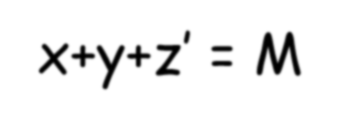 x+y+z' = M